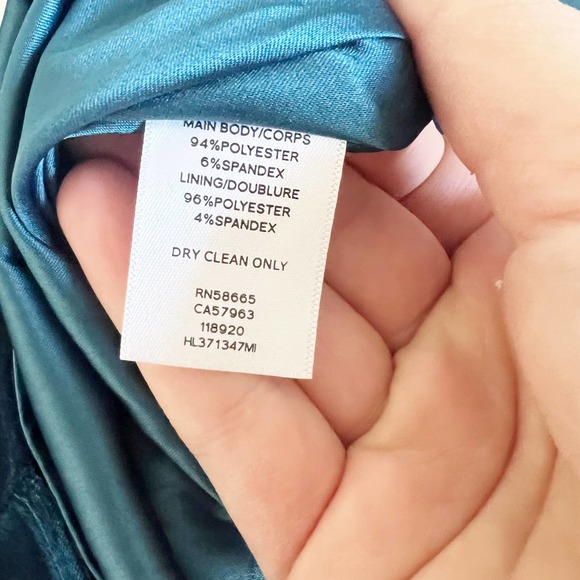 MAIN BODY/CORPS
94%POLYESTER
6%SPANDEX
LINING/DOUBLURE
96%POLYESTER
4%SPANDEX
DRY CLEAN ONLY
RN58665
CA57963
118920
HL371347MI